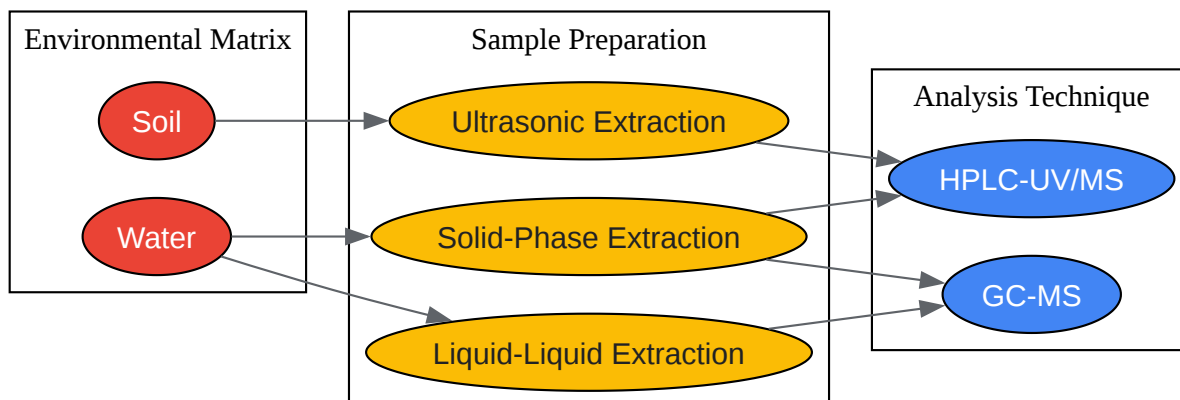 Environmental Matrix
Soil
Water
Sample Preparation
Ultrasonic Extraction
Solid-Phase Extraction
Liquid-Liquid Extraction
Analysis Technique
HPLC-UV/MS
GC-MS